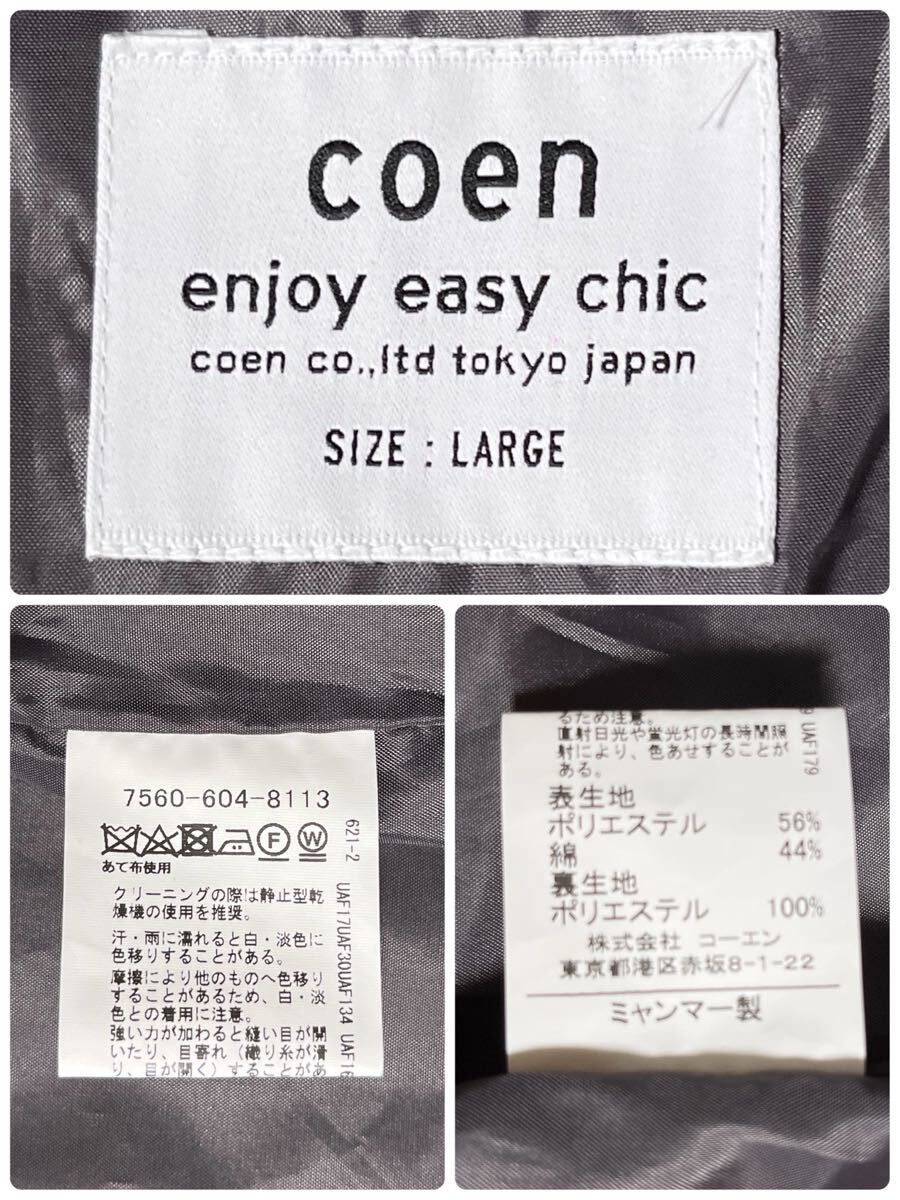 coen
enjoy easy chic
coen co.,ltd tokyo japan
SIZE : LARGE
7560-604-8113
F W
あて布使用
クリーニングの際は静止型乾
燥機の使用を推奨。
汗・雨に濡れると白・淡色に
色移りすることがある。
摩擦により他のものへ色移り
することがあるため、白・淡
色との着用に注意。
強い力が加わると縫い目が開
いたり、目寄れ(織り糸が滑
り、目が開く)することがあ
621-2
UAF17UAF30UAF134 UAF16
るため注意。
直射日光や蛍光灯の長時間照
射により、色あせすることが
ある。
9 UAF179
表生地
ポリエステル 56%
綿 44%
裏生地
ポリエステル 100%
株式会社 コーエン
東京都港区赤坂8-1-22
ミャンマー製